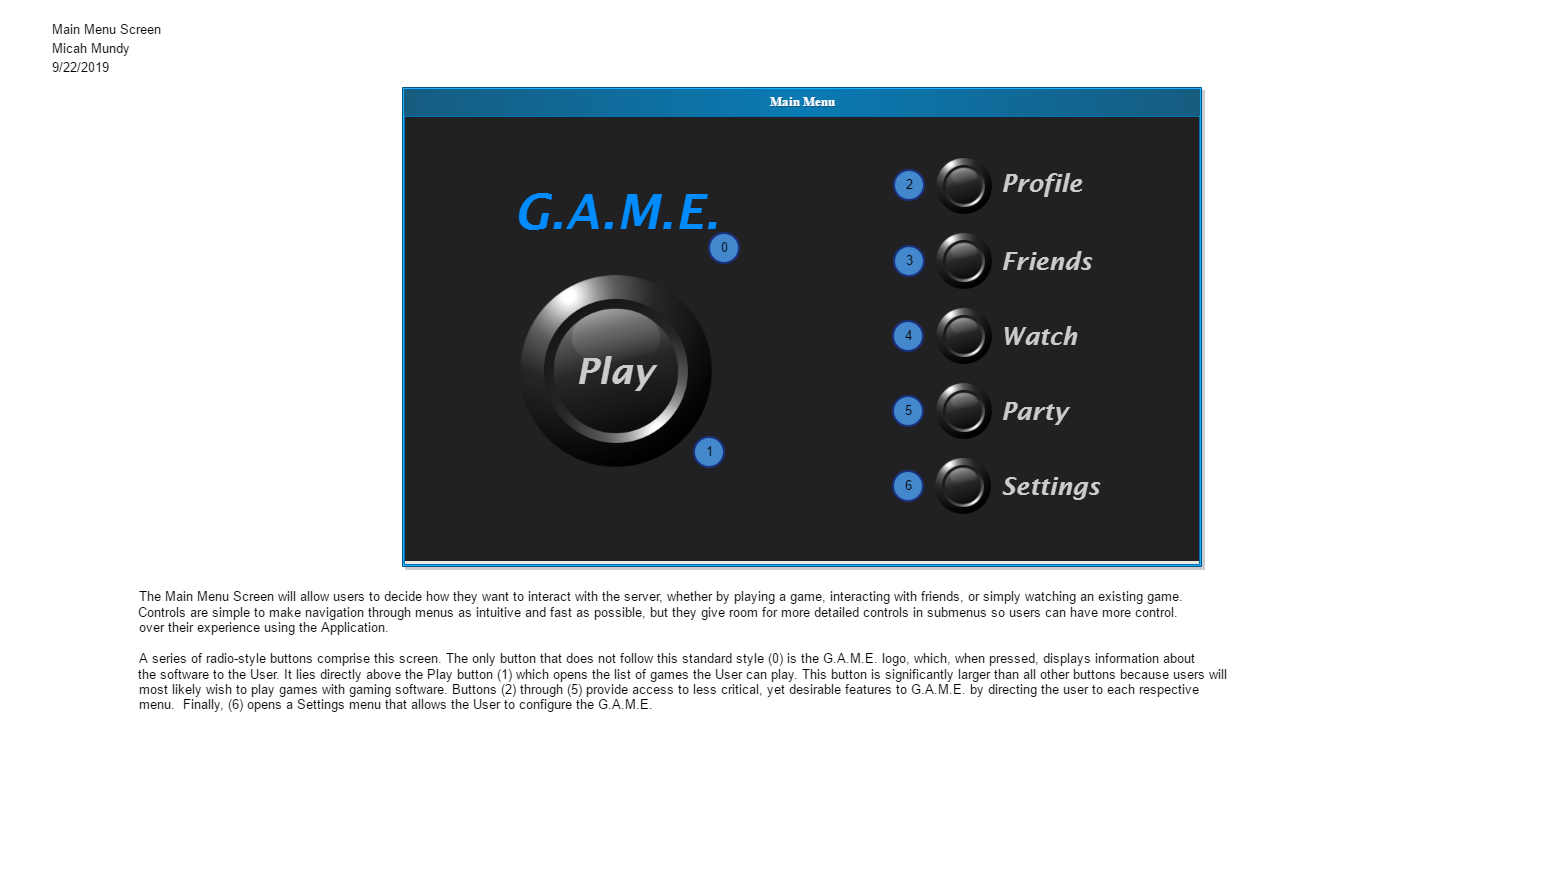 Main Menu Screen
Micah Mundy
9/22/2019
Main Menu
G.A.M.E.
0
Play
1
2 Profile
3 Friends
4 Watch
5 Party
6 Settings
The Main Menu Screen will allow users to decide how they want to interact with the server, whether by playing a game, interacting with friends, or simply watching an existing game.
Controls are simple to make navigation through menus as intuitive and fast as possible, but they give room for more detailed controls in submenus so users can have more control.
over their experience using the Application.
A series of radio-style buttons comprise this screen. The only button that does not follow this standard style (0) is the G.A.M.E. logo, which, when pressed, displays information about
the software to the User. It lies directly above the Play button (1) which opens the list of games the User can play. This button is significantly larger than all other buttons because users will
most likely wish to play games with gaming software. Buttons (2) through (5) provide access to less critical, yet desirable features to G.A.M.E. by directing the user to each respective
menu.  Finally, (6) opens a Settings menu that allows the User to configure the G.A.M.E.